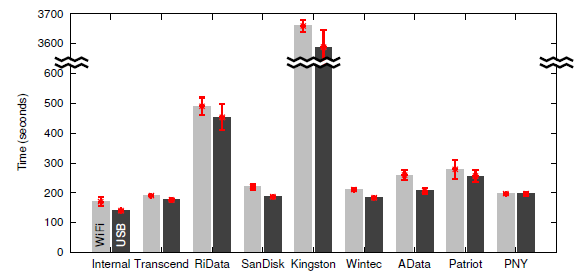 3700
3600
600
500
400
300
200
100
0
Time (seconds)
WiFi
USB
Internal Transcend RiData SanDisk Kingston Wintec AData Patriot PNY